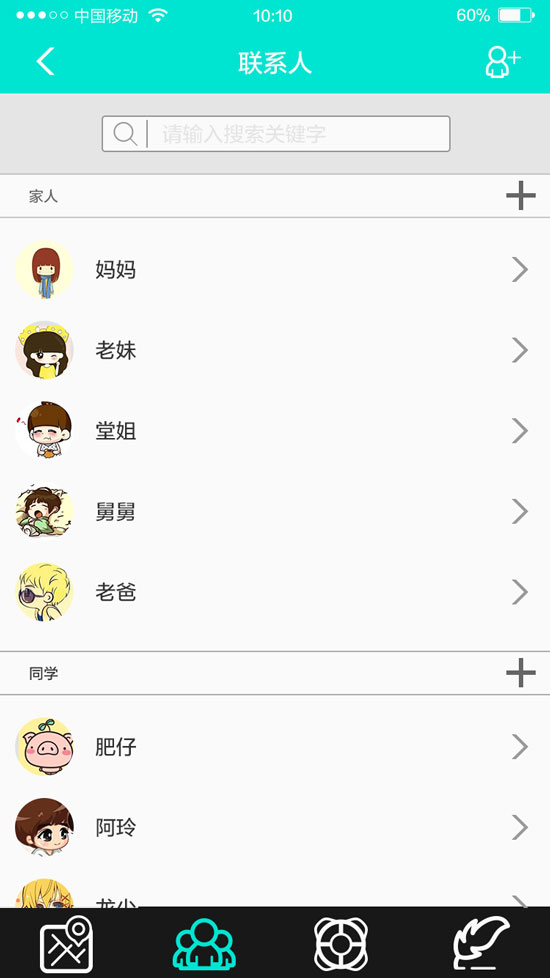 中国移动 10:10 60%
联系人
请输入搜索关键字
家人
妈妈
老妹
堂姐
舅舅
老爸
同学
肥仔
阿玲